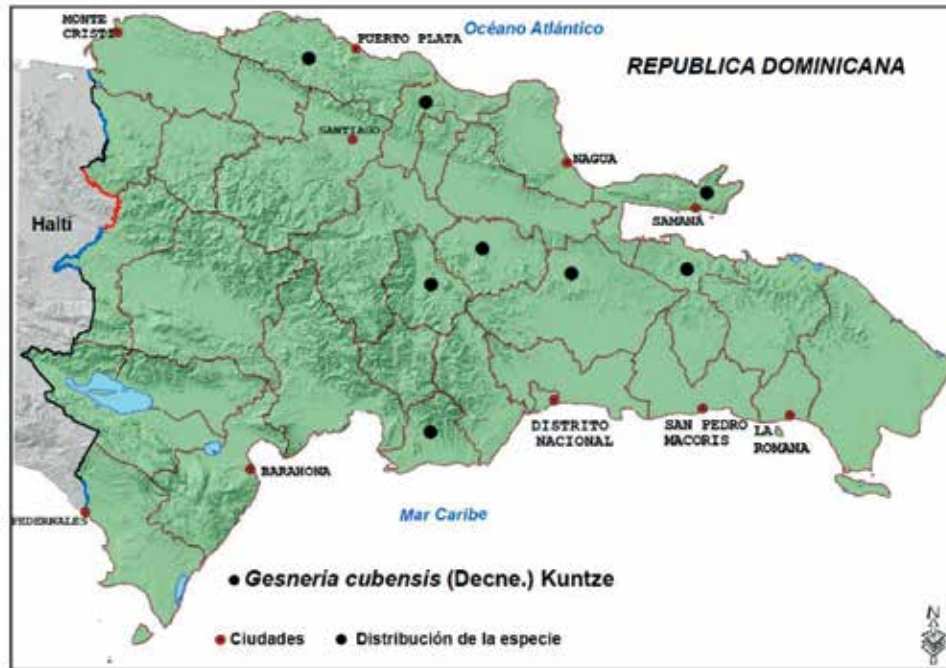 MONTE
CRISTI
PUERTO PLATA
Océano Atlántico
REPUBLICA DOMINICANA
SANTIAGO
NAGUA
Haití
SAMANÁ
DISTRITO
NACIONAL
SAN PEDRO
MACORIS
LA
ROMANA
BARAHONA
PEDERNALES
Mar Caribe
Gesneria cubensis (Decne.) Kuntze
Ciudades
Distribución de la especie
N